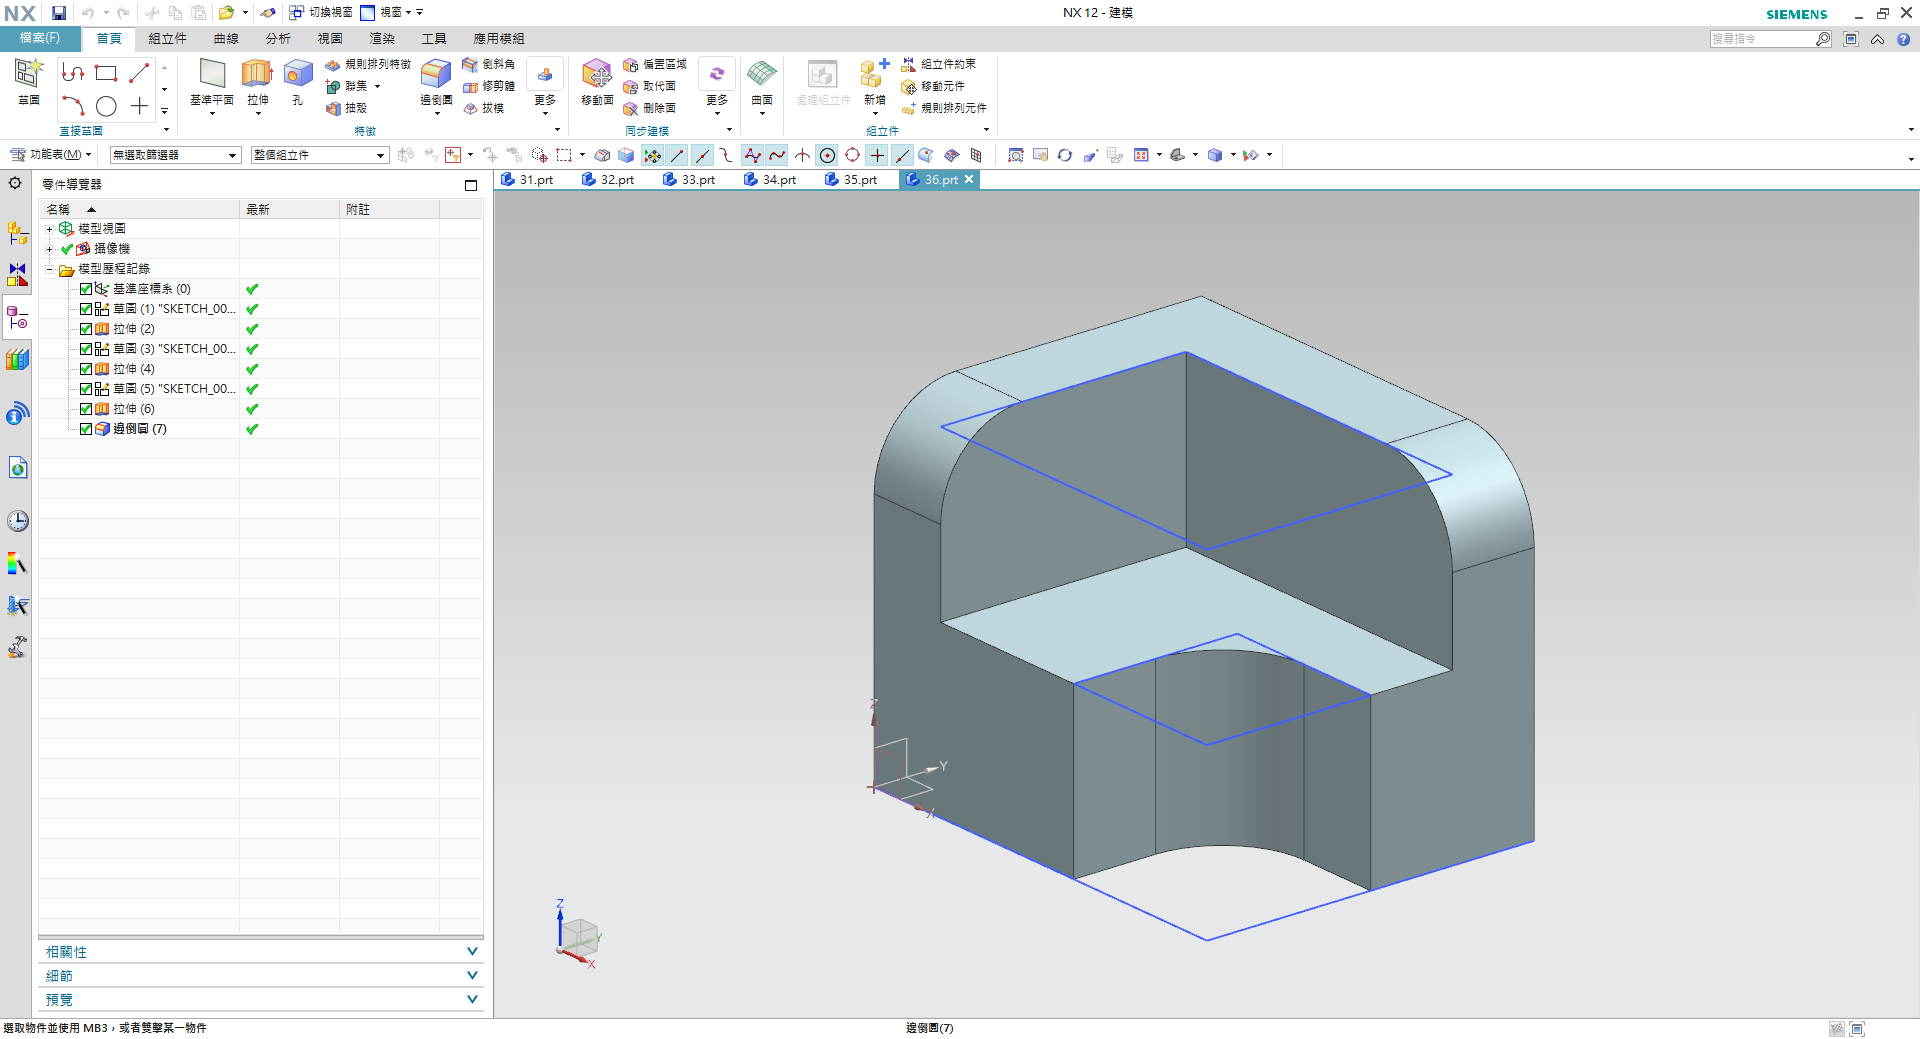 NX
切換視窗
視窗
NX 12 - 建模
SIEMENS
檔案(F)
首頁
組立件
曲線
分析
視圖
渲染
工具
應用模組
搜尋指令
草圖
直接草圖
基準平面
拉伸
孔
規則排列特徵
聯集
抽殼
邊倒圓
倒斜角
修剪體
拔模
更多
特徵
移動面
偏置區域
取代面
刪除面
更多
同步建模
曲面
處理組立件
新增
組立件約束
移動元件
規則排列元件
組立件
功能表(M)
無選取篩選器
整個組立件
零件導覽器
31.prt
32.prt
33.prt
34.prt
35.prt
36.prt
名稱
最新
附註
模型視圖
攝像機
模型歷程記錄
基準座標系 (0)
草圖 (1) "SKETCH_00...
拉伸 (2)
草圖 (3) "SKETCH_00...
拉伸 (4)
草圖 (5) "SKETCH_00...
拉伸 (6)
邊倒圓 (7)
Z
Y
X
Z
Y
X
相關性
細節
預覽
選取物件並使用 MB3，或者雙擊某一物件
邊倒圓(7)